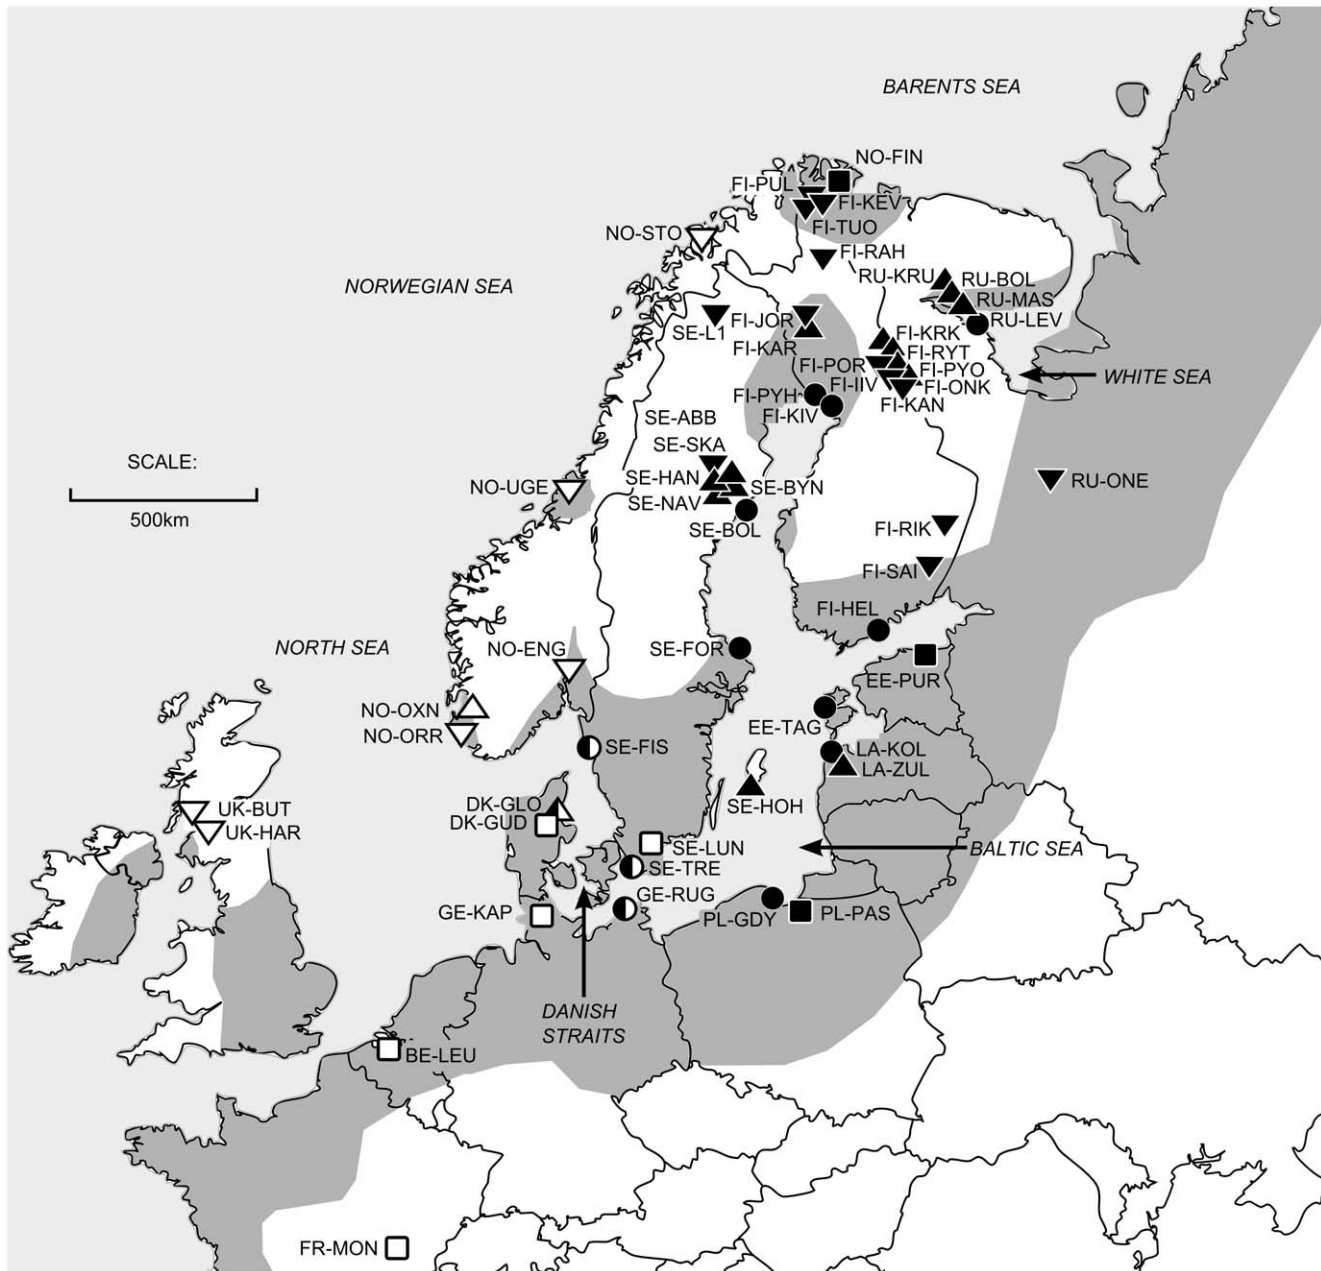 BARENTS SEA
NO-FIN
FI-PUL
FI-KEV
FI-TUO
NO-STO
FI-RAH
RU-KRU
RU-BOL
NORWEGIAN SEA
RU-MAS
FI-JOR
RU-LEV
SE-L1
FI-KRK
FI-KAR
FI-RYT
FI-POR
FI-PYO
WHITE SEA
FI-IIV
FI-ONK
FI-PYH
FI-KAN
FI-KIV
SE-ABB
SE-SKA
SCALE:
SE-HAN
RU-ONE
NO-UGE
SE-BYN
SE-NAV
500km
SE-BOL
FI-RIK
FI-SAI
FI-HEL
NORTH SEA
NO-ENG
SE-FOR
EE-PUR
NO-OXN
EE-TAG
NO-ORR
SE-FIS
LA-KOL
LA-ZUL
DK-GLO
SE-HOH
UK-BUT
DK-GUD
UK-HAR
SE-LUN
BALTIC SEA
SE-TRE
GE-RUG
GE-KAP
PL-GDY
PL-PAS
DANISH
STRAITS
BE-LEU
FR-MON